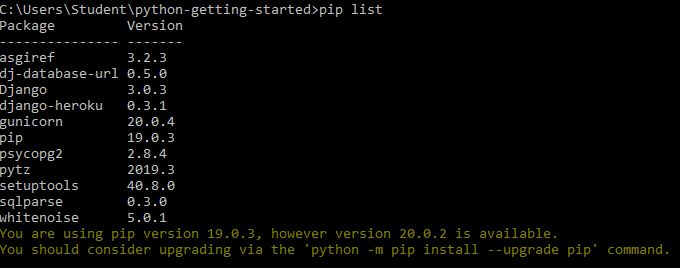 C:\Users\Student\python-getting-started>pip list
Package         Version
--------------- -------
asgiref         3.2.3
dj-database-url 0.5.0
Django          3.0.3
django-heroku   0.3.1
gunicorn        20.0.4
pip             19.0.3
psycopg2        2.8.4
pytz            2019.3
setuptools      40.8.0
sqlparse        0.3.0
whitenoise      5.0.1
You are using pip version 19.0.3, however version 20.0.2 is available.
You should consider upgrading via the 'python -m pip install --upgrade pip' command.